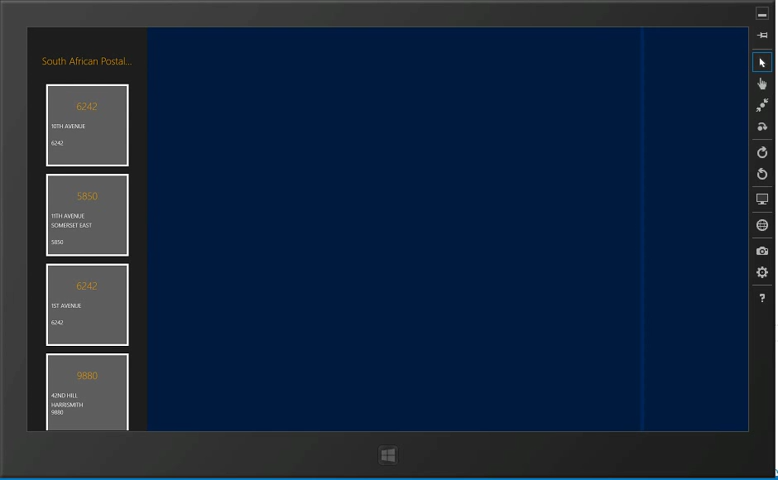 South African Postal...
6242
10TH AVENUE
6242
5850
11TH AVENUE
SOMERSET EAST
5850
6242
1ST AVENUE
6242
9880
42ND HILL
HARRISMITH
9880
?